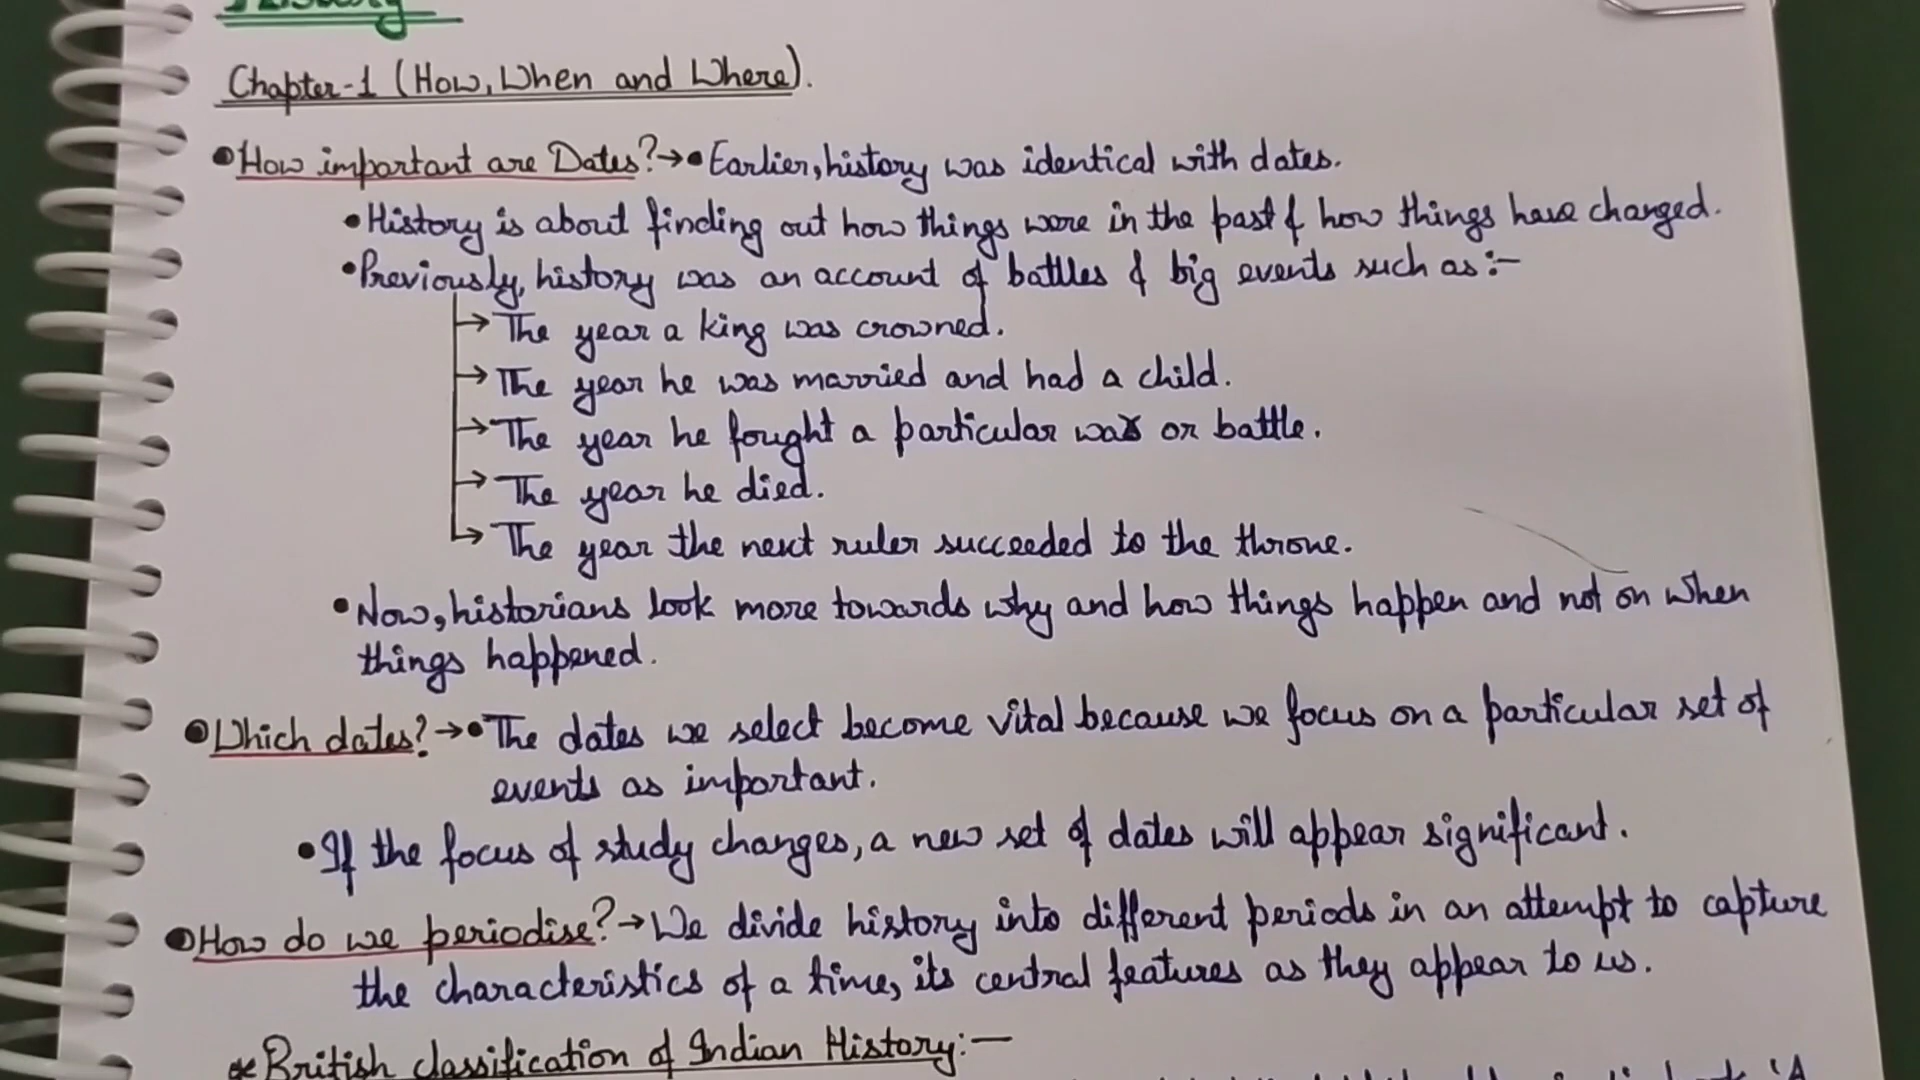 History
Chapter-1 (How, When and Where).
•How important are Dates?→•Earlier, history was identical with dates.
•History is about finding out how things were in the past & how things have changed.
•Previously, history was an account of battles & big events such as:-
→The year a king was crowned.
→The year he was married and had a child.
→The year he fought a particular war or battle.
→The year he died.
→The year the next ruler succeeded to the throne.
•Now, historians look more towards why and how things happen and not on when
things happened.
•Which dates?→•The dates we select become vital because we focus on a particular set of
events as important.
•If the focus of study changes, a new set of dates will appear significant.
•How do we periodise?→We divide history into different periods in an attempt to capture
the characteristics of a time, its central features as they appear to us.
*British classification of Indian History:—